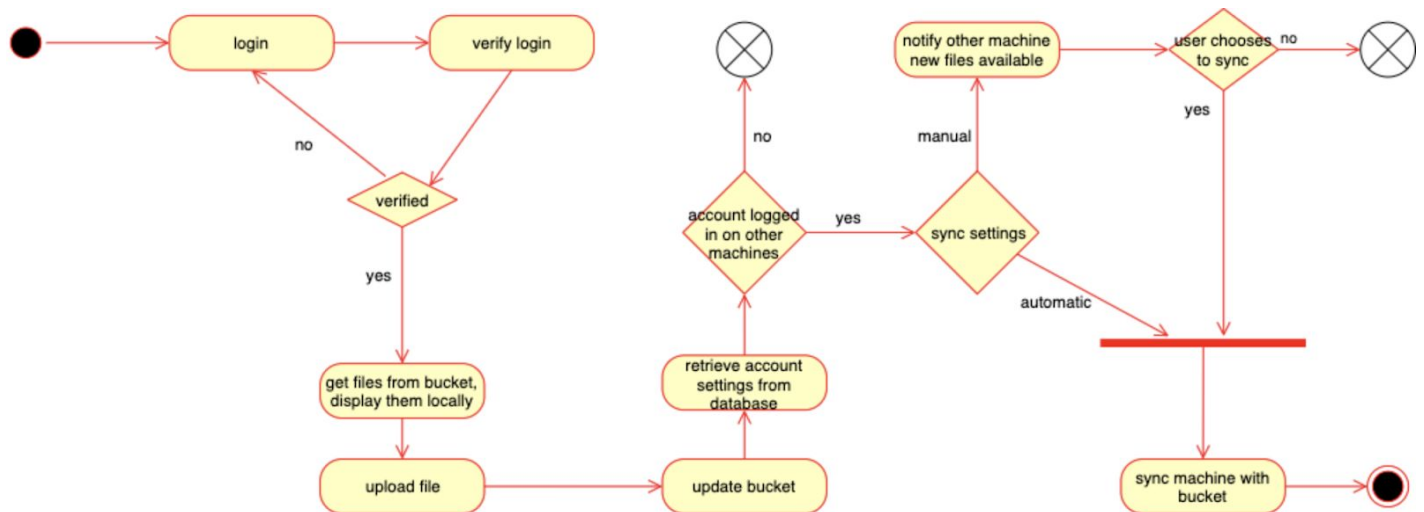 login
verify login
no
verified
yes
get files from bucket,
display them locally
upload file
update bucket
retrieve account
settings from
database
account logged
in on other
machines
no
yes
sync settings
manual
notify other machine
new files available
user chooses
to sync
no
yes
automatic
sync machine with
bucket